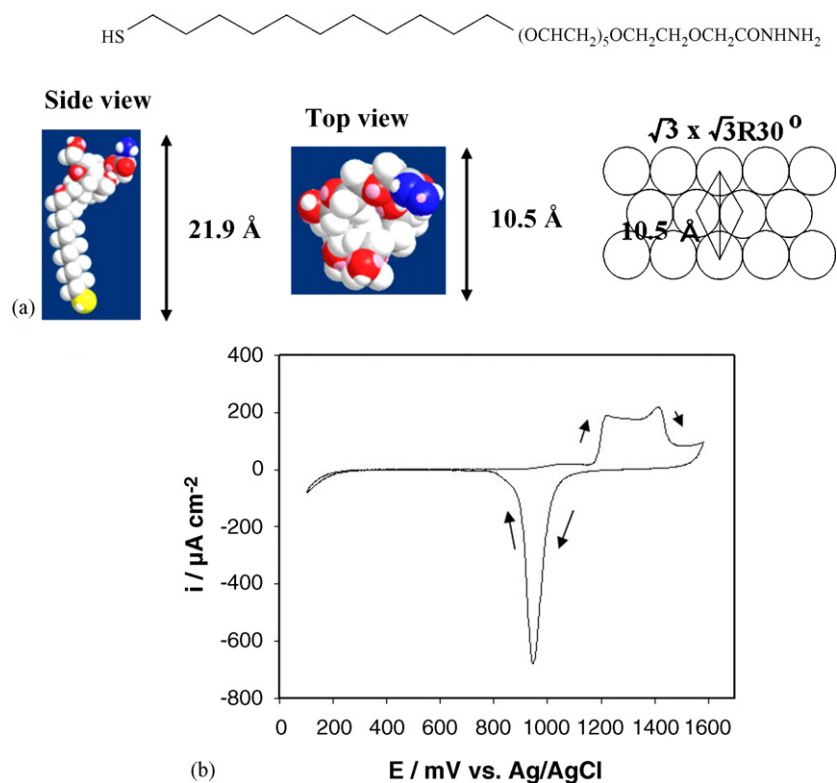 HS
(OCHCH₂)₅OCH₂CH₂OCH₂CONHNH₂
Side view
Top view
√3 x √3R30°
21.9 Å
10.5 Å
10.5 Å
(a)
400
200
0
-200
-400
-600
-800
i / µA cm⁻²
0 200 400 600 800 1000 1200 1400 1600
E / mV vs. Ag/AgCl
(b)